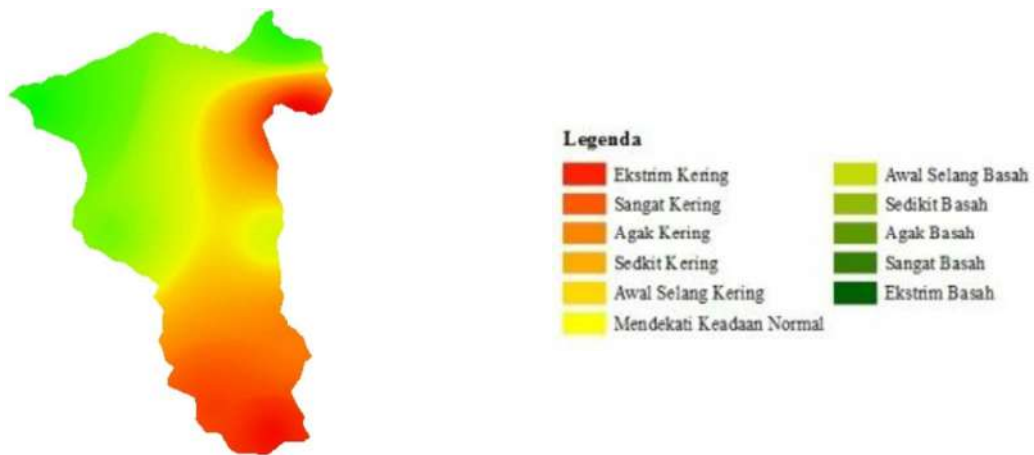 Legenda
Ekstrim Kering
Sangat Kering
Agak Kering
Sedkit Kering
Awal Selang Kering
Mendekati Keadaan Normal
Awal Selang Basah
Sedikit Basah
Agak Basah
Sangat Basah
Ekstrim Basah